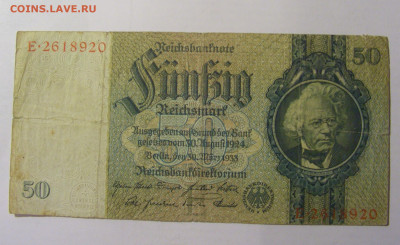 COINS.LAVE.RU
E·2618920
Reichsbanknote
50
Fünfzig
Reichsmark
Ausgegeben auf Grund des Bank
gesetzes vom 30. August 1924
Berlin, den 30. März 1933
Reichsbankdirektorium
50
E·2618920